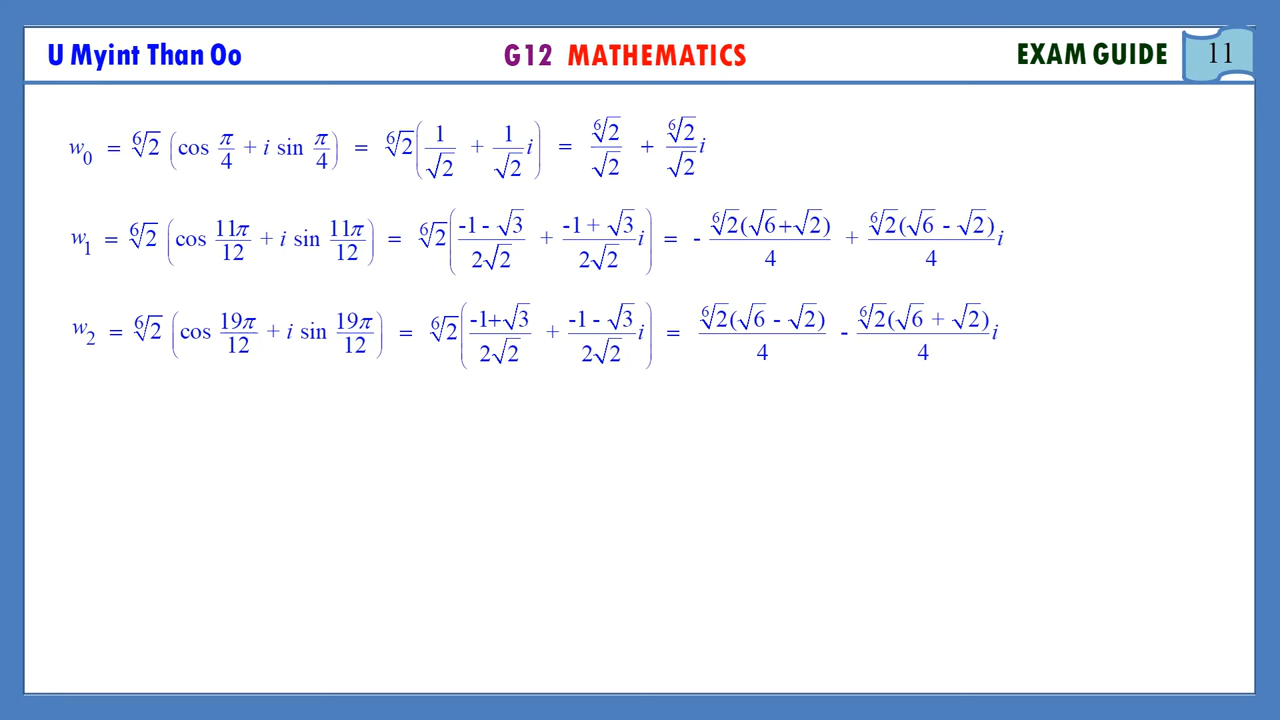 U Myint Than Oo G12 MATHEMATICS EXAM GUIDE 11
w₀ = ⁶√2 (cos π/4 + i sin π/4) = ⁶√2(1/√2 + 1/√2 i) = ⁶√2/√2 + ⁶√2/√2 i
w₁ = ⁶√2 (cos 11π/12 + i sin 11π/12) = ⁶√2((-1 - √3)/(2√2) + (-1 + √3)/(2√2) i) = - ⁶√2(√6+√2)/4 + ⁶√2(√6 - √2)/4 i
w₂ = ⁶√2 (cos 19π/12 + i sin 19π/12) = ⁶√2((-1+√3)/(2√2) + (-1 - √3)/(2√2) i) = ⁶√2(√6 - √2)/4 - ⁶√2(√6 + √2)/4 i